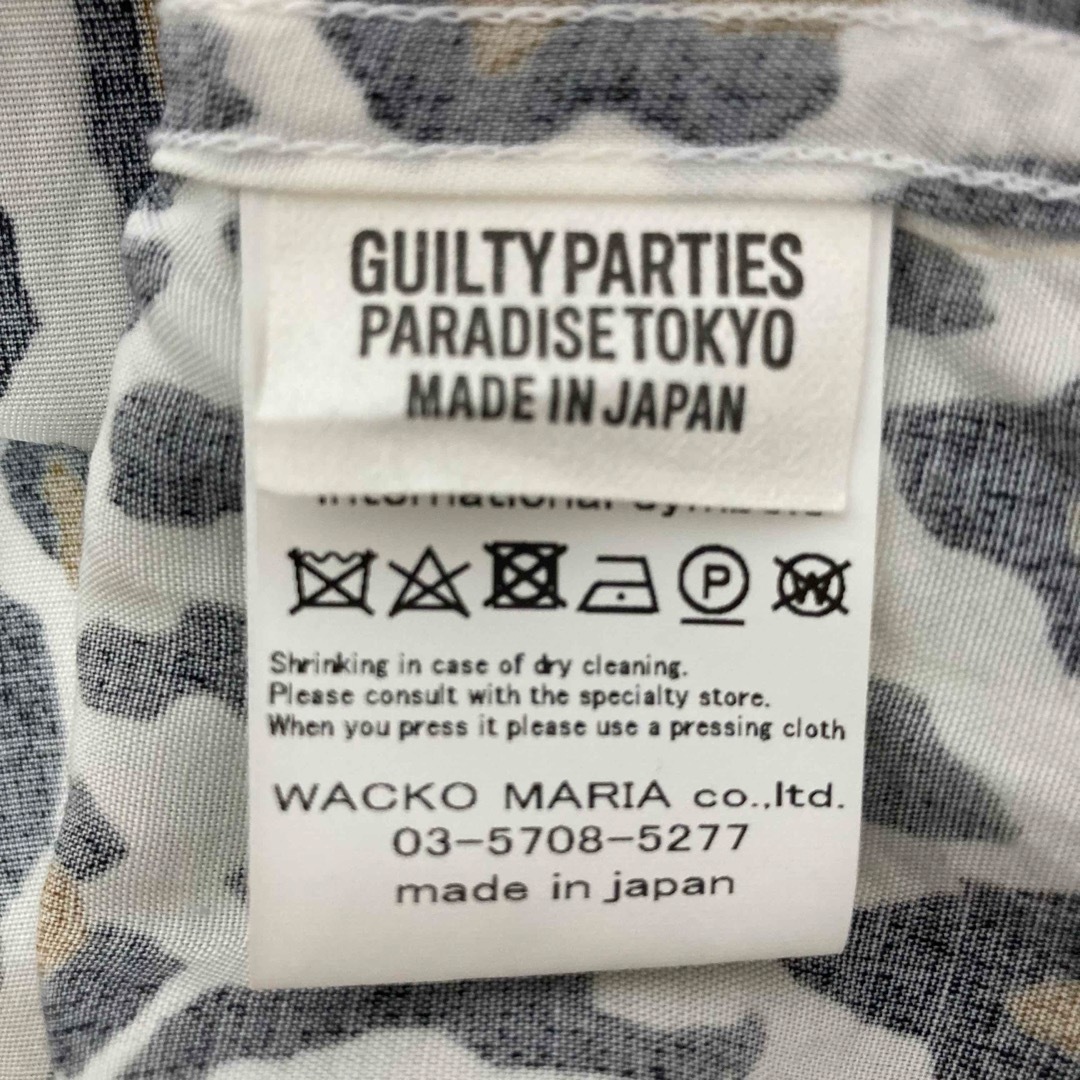 GUILTY PARTIES
PARADISE TOKYO
MADE IN JAPAN
P
W
Shrinking in case of dry cleaning.
Please consult with the specialty store.
When you press it please use a pressing cloth
WACKO MARIA co.,ltd.
03-5708-5277
made in japan